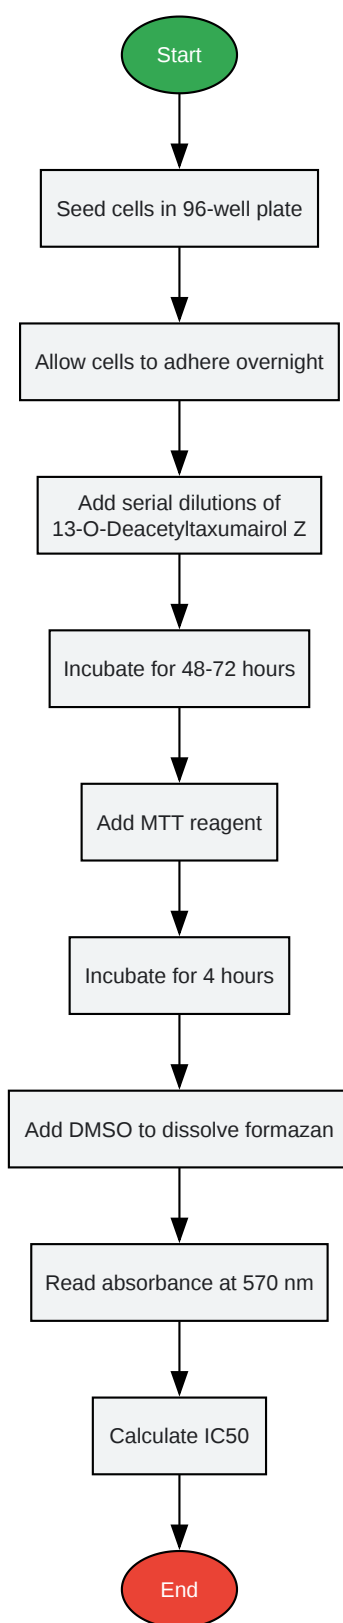 Start
Seed cells in 96-well plate
Allow cells to adhere overnight
Add serial dilutions of
13-O-Deacetyltaxumairol Z
Incubate for 48-72 hours
Add MTT reagent
Incubate for 4 hours
Add DMSO to dissolve formazan
Read absorbance at 570 nm
Calculate IC50
End